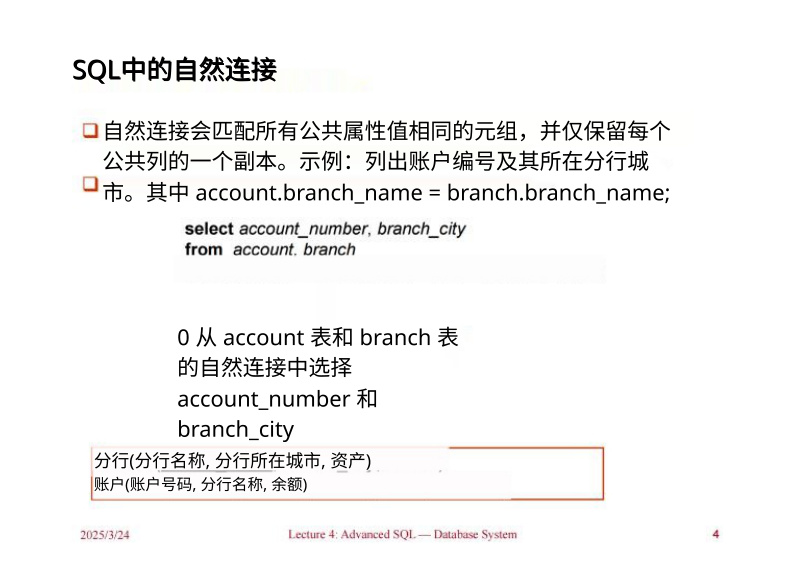 SQL中的自然连接
自然连接会匹配所有公共属性值相同的元组，并仅保留每个
公共列的一个副本。示例：列出账户编号及其所在分行城
市。其中 account.branch_name = branch.branch_name;
select account_number, branch_city
from account, branch
0 从 account 表和 branch 表
的自然连接中选择
account_number 和
branch_city
分行(分行名称, 分行所在城市, 资产)
账户(账户号码, 分行名称, 余额)
2025/3/24
Lecture 4: Advanced SQL — Database System
4